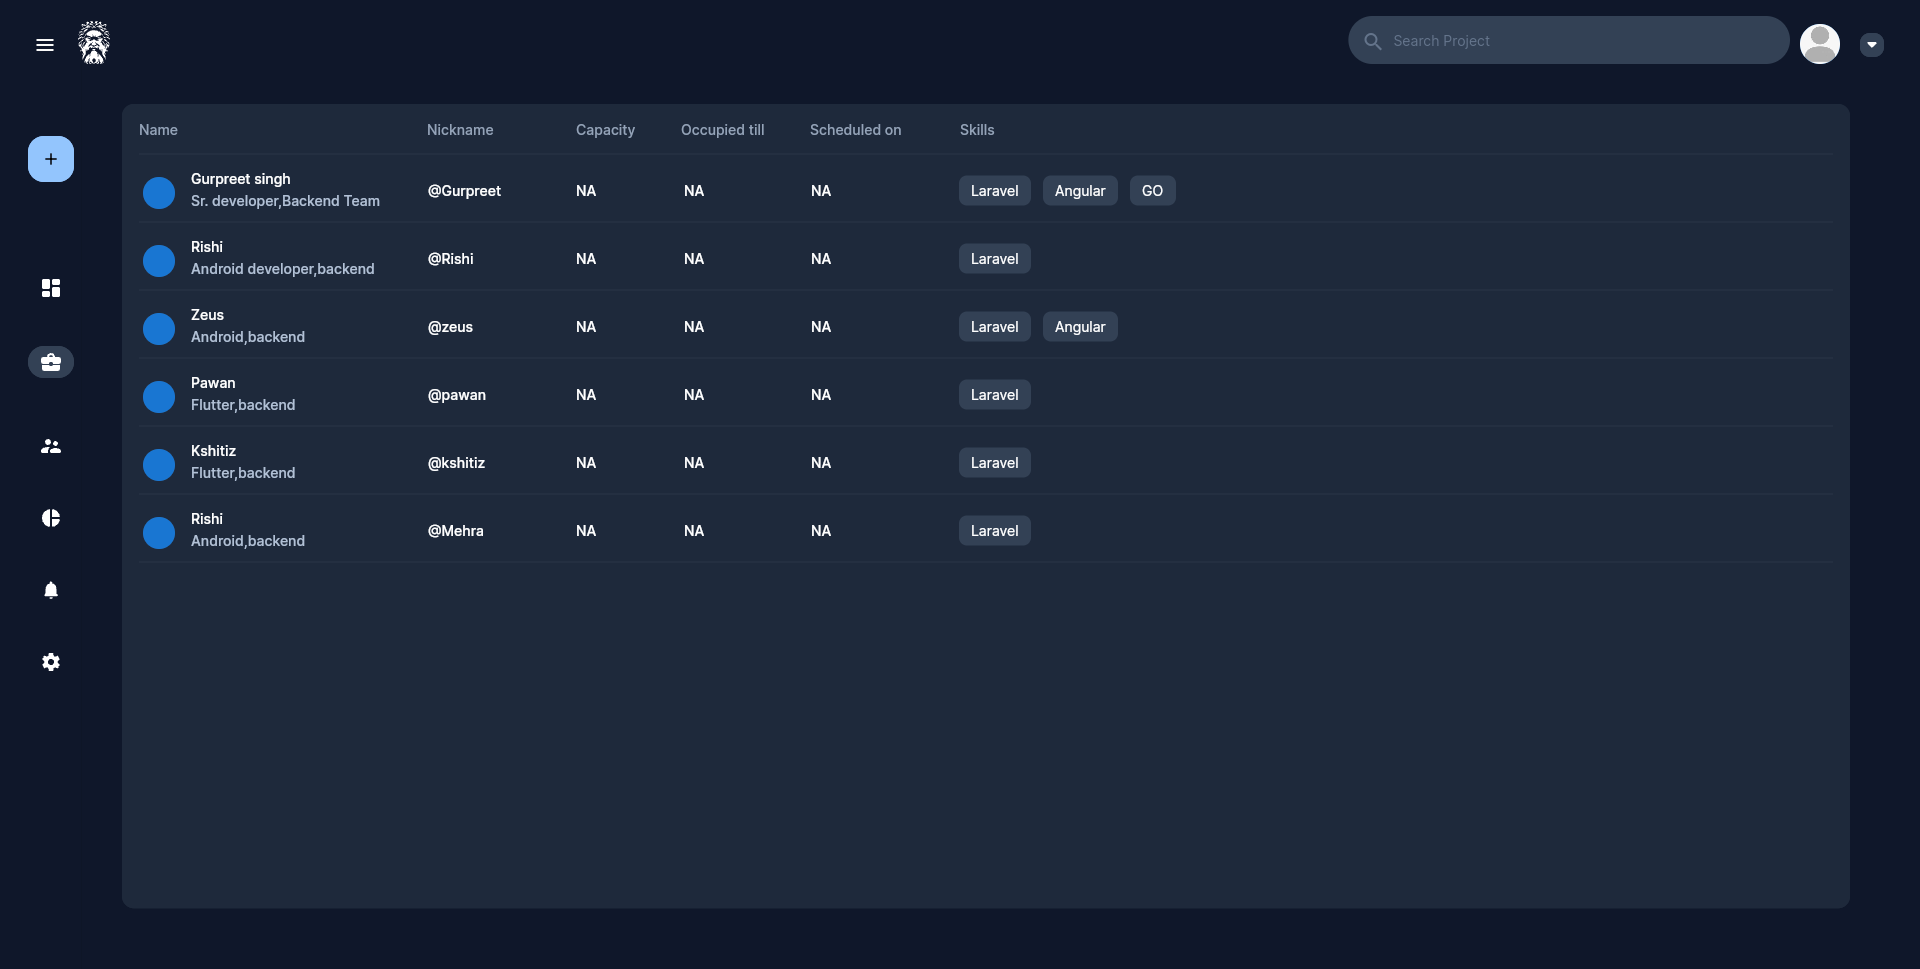 Search Project
Name Nickname Capacity Occupied till Scheduled on Skills
Gurpreet singh
Sr. developer,Backend Team
@Gurpreet NA NA NA Laravel Angular GO
Rishi
Android developer,backend
@Rishi NA NA NA Laravel
Zeus
Android,backend
@zeus NA NA NA Laravel Angular
Pawan
Flutter,backend
@pawan NA NA NA Laravel
Kshitiz
Flutter,backend
@kshitiz NA NA NA Laravel
Rishi
Android,backend
@Mehra NA NA NA Laravel